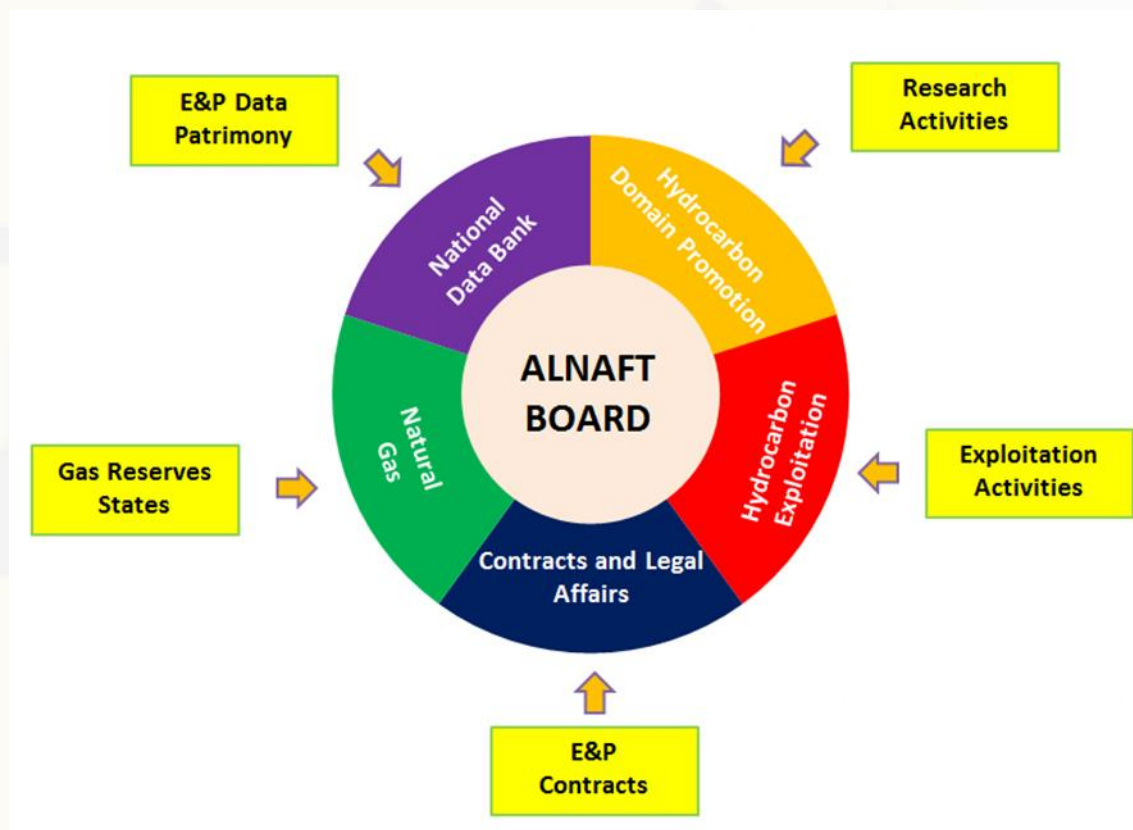 E&P Data
Patrimony
Research
Activities
National
Data Bank
Hydrocarbon
Domain Promotion
ALNAFT
BOARD
Natural
Gas
Hydrocarbon
Exploitation
Gas Reserves
States
Exploitation
Activities
Contracts and Legal
Affairs
E&P
Contracts